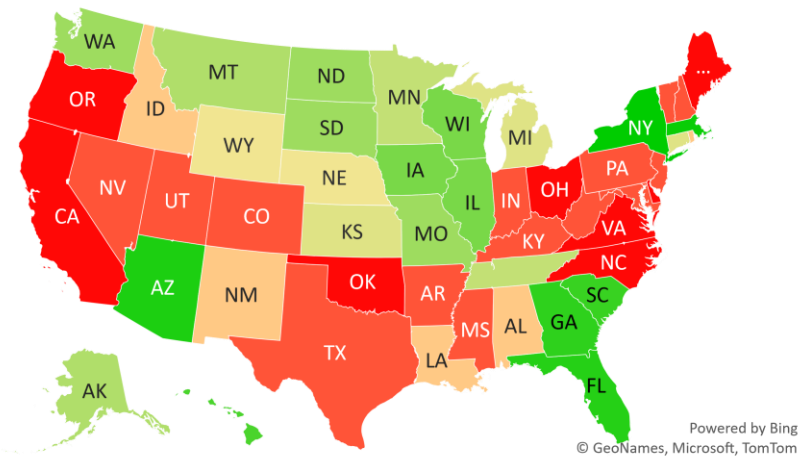 WA
MT
ND
MN
OR
ID
SD
WI
MI
NY
...
WY
IA
NE
IL
IN
OH
PA
NV
UT
CO
KS
MO
KY
VA
CA
AZ
NM
OK
AR
NC
SC
TX
MS
AL
GA
LA
FL
AK
Powered by Bing
© GeoNames, Microsoft, TomTom